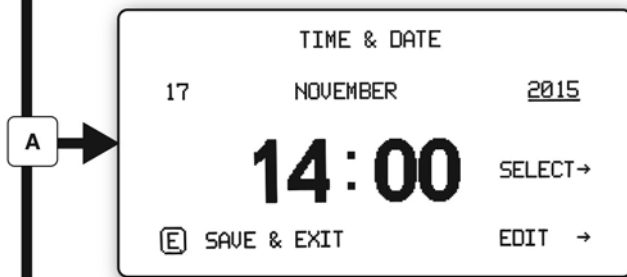 TIME & DATE
17 NOVEMBER 2015
A
14:00
SELECT→
E SAVE & EXIT EDIT →